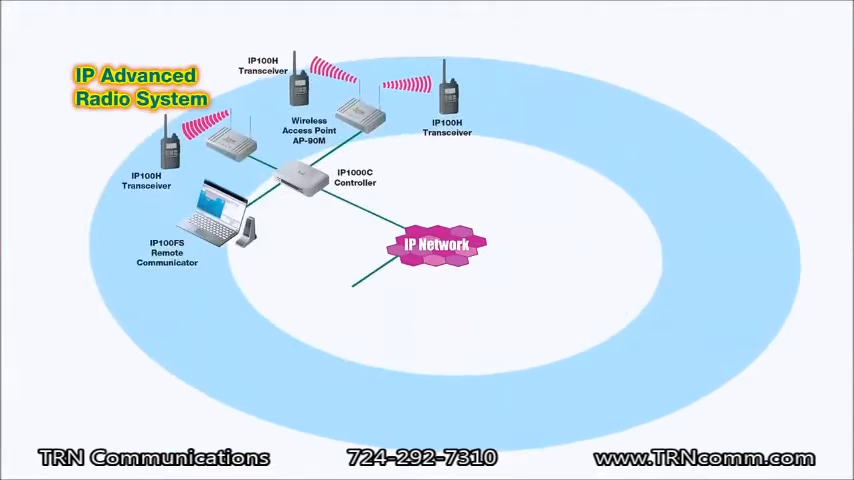 IP Advanced
Radio System
IP100H
Transceiver
Wireless
Access Point
AP-90M
IP100H
Transceiver
IP100H
Transceiver
IP1000C
Controller
IP100FS
Remote
Communicator
IP Network
TRN Communications
724-292-7310
www.TRNcomm.com